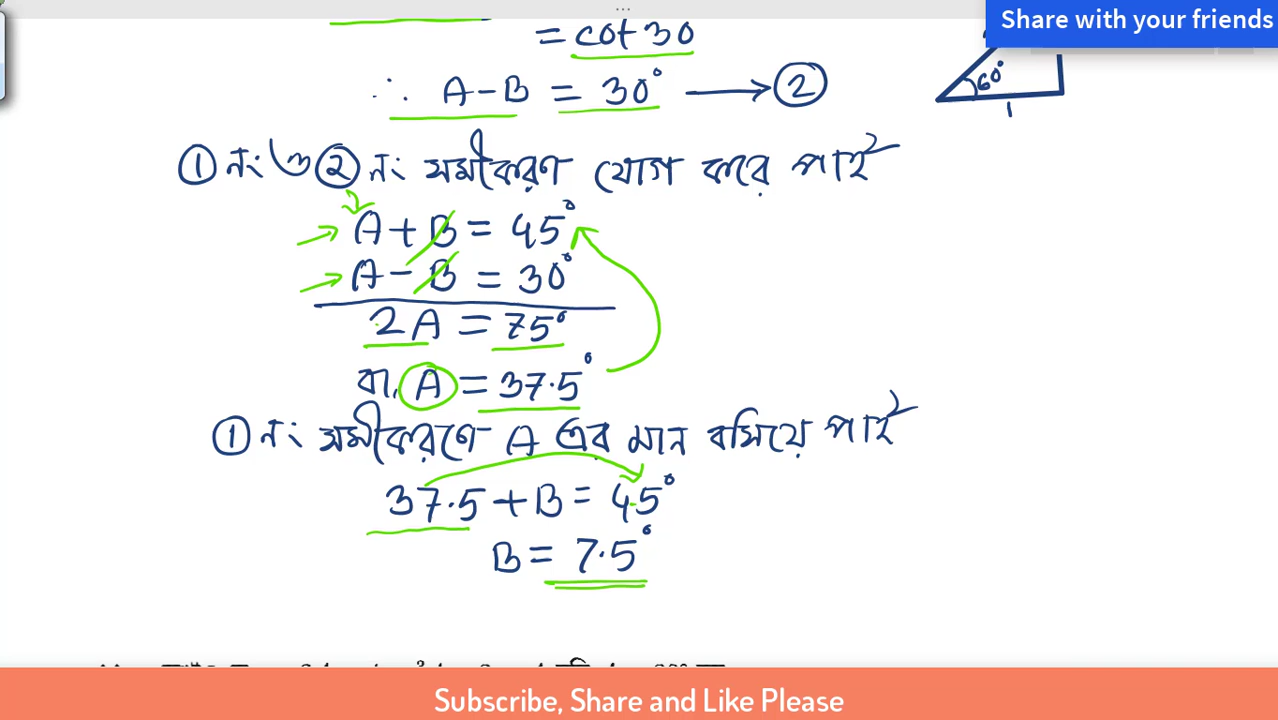 Share with your friends
= cot 30
∴ A-B = 30° → ②
60°
1
① নং ও ② নং সমীকরণ যোগ করে পাই
A+B = 45°
A-B = 30°
2A = 75°
বা, A = 37.5°
① নং সমীকরণে A এর মান বসিয়ে পাই
37.5+B = 45°
B = 7.5°
Subscribe, Share and Like Please